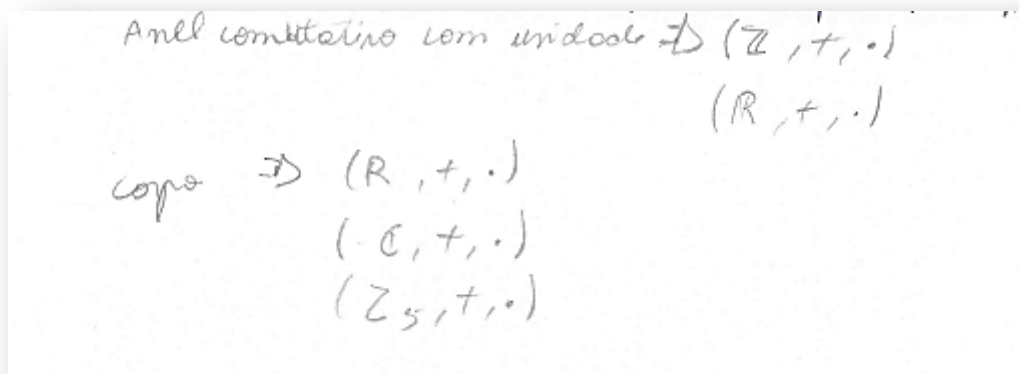 Anel comutativo com unidade ⇒ (ℤ, +, ·)
(ℝ, +, ·)
corpo ⇒ (ℝ, +, ·)
(ℂ, +, ·)
(ℤ₅, +, ·)